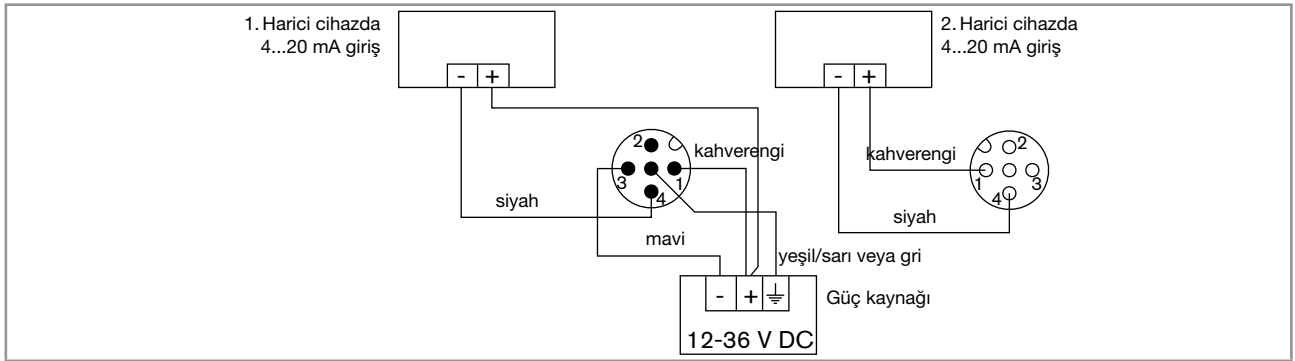 1. Harici cihazda
4...20 mA giriş
- +
2. Harici cihazda
4...20 mA giriş
- +
2
kahverengi
3
1
4
siyah
mavi
yeşil/sarı veya gri
- +
Güç kaynağı
12-36 V DC
kahverengi
2
1
3
4
siyah